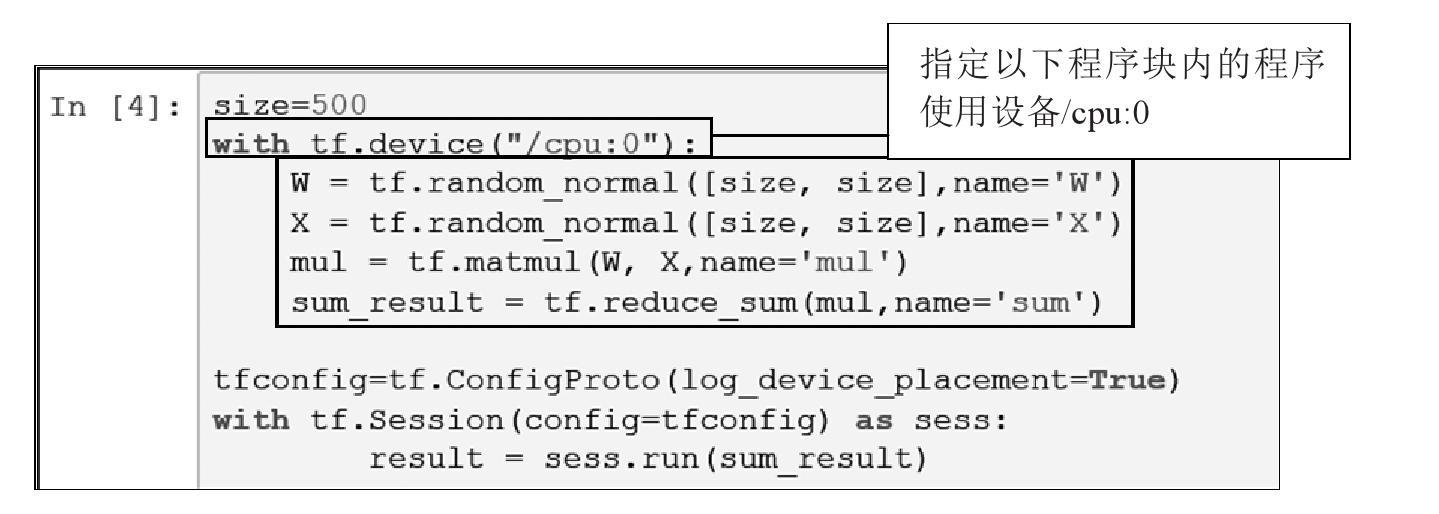 指定以下程序块内的程序
使用设备/cpu:0
In [4]: size=500
with tf.device("/cpu:0"):
    W = tf.random_normal([size, size],name='W')
    X = tf.random_normal([size, size],name='X')
    mul = tf.matmul(W, X,name='mul')
    sum_result = tf.reduce_sum(mul,name='sum')
tfconfig=tf.ConfigProto(log_device_placement=True)
with tf.Session(config=tfconfig) as sess:
        result = sess.run(sum_result)